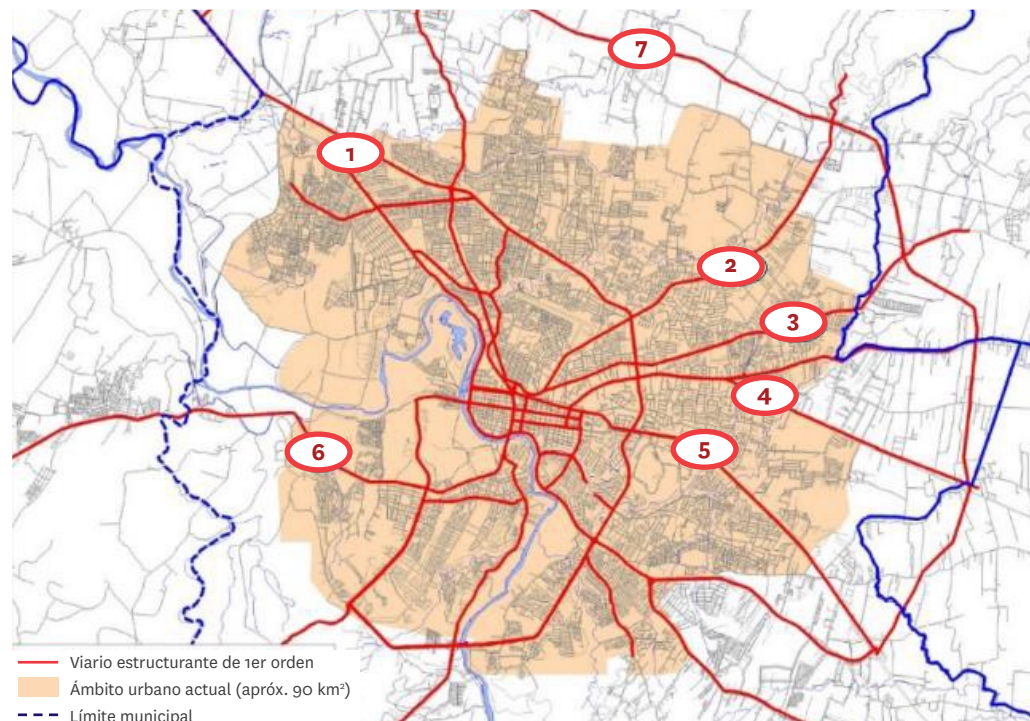 7
1
2
3
4
5
6
Viario estructurante de 1er orden
Ámbito urbano actual (apróx. 90 km²)
Límite municipal